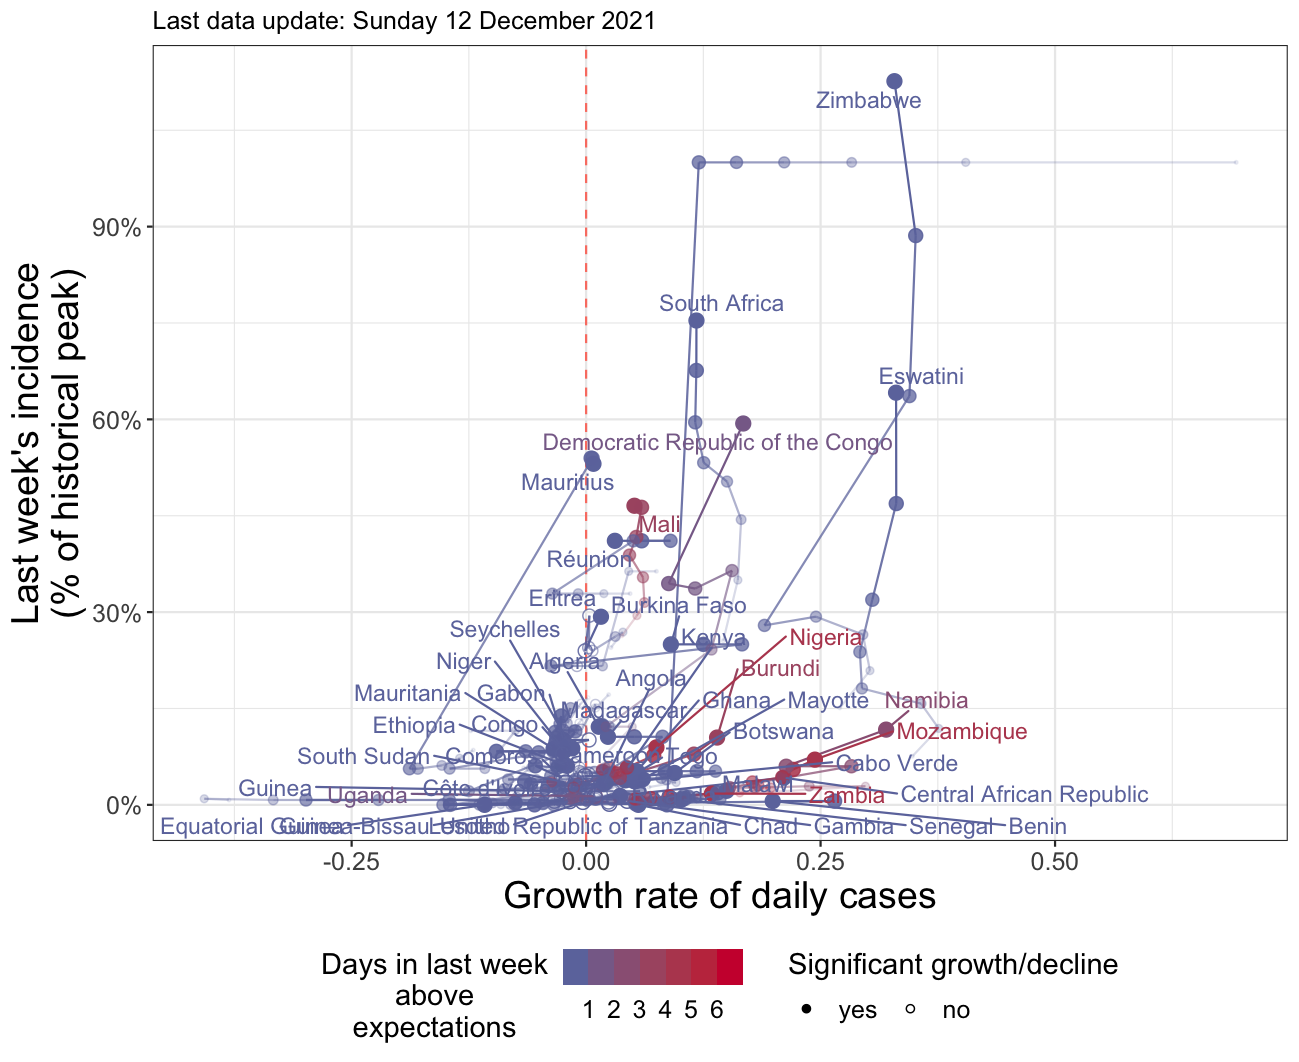 Last data update: Sunday 12 December 2021
Zimbabwe
90%
South Africa
Eswatini
60%
Democratic Republic of the Congo
Mauritius
Mali
Réunion
Eritrea
Burkina Faso
30%
Seychelles
Kenya
Nigeria
Niger
Algeria
Burundi
Angola
Mauritania
Gabon
Ghana
Mayotte
Namibia
Madagascar
Ethiopia
Congo
Botswana
Mozambique
South Sudan
Comoros
Cameroon
Togo
Cabo Verde
Guinea
Côte d'Ivoire
Malawi
Uganda
Zambia
Central African Republic
0%
Equatorial Guinea
Guinea-Bissau
Lesotho
United Republic of Tanzania
Chad
Gambia
Senegal
Benin
-0.25
0.00
0.25
0.50
Last week's incidence
(% of historical peak)
Growth rate of daily cases
Days in last week
above
expectations
1 2 3 4 5 6
Significant growth/decline
yes
no